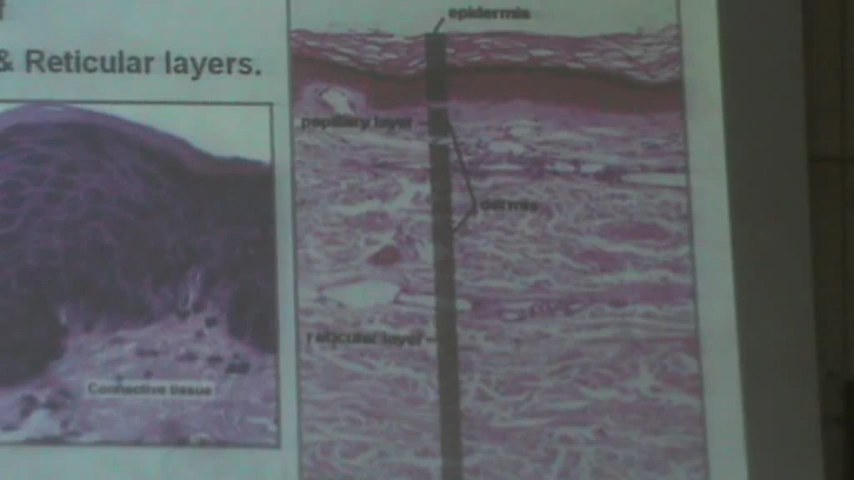 & Reticular layers.
epidermis
papillary layer
dermis
reticular layer
Connective tissue